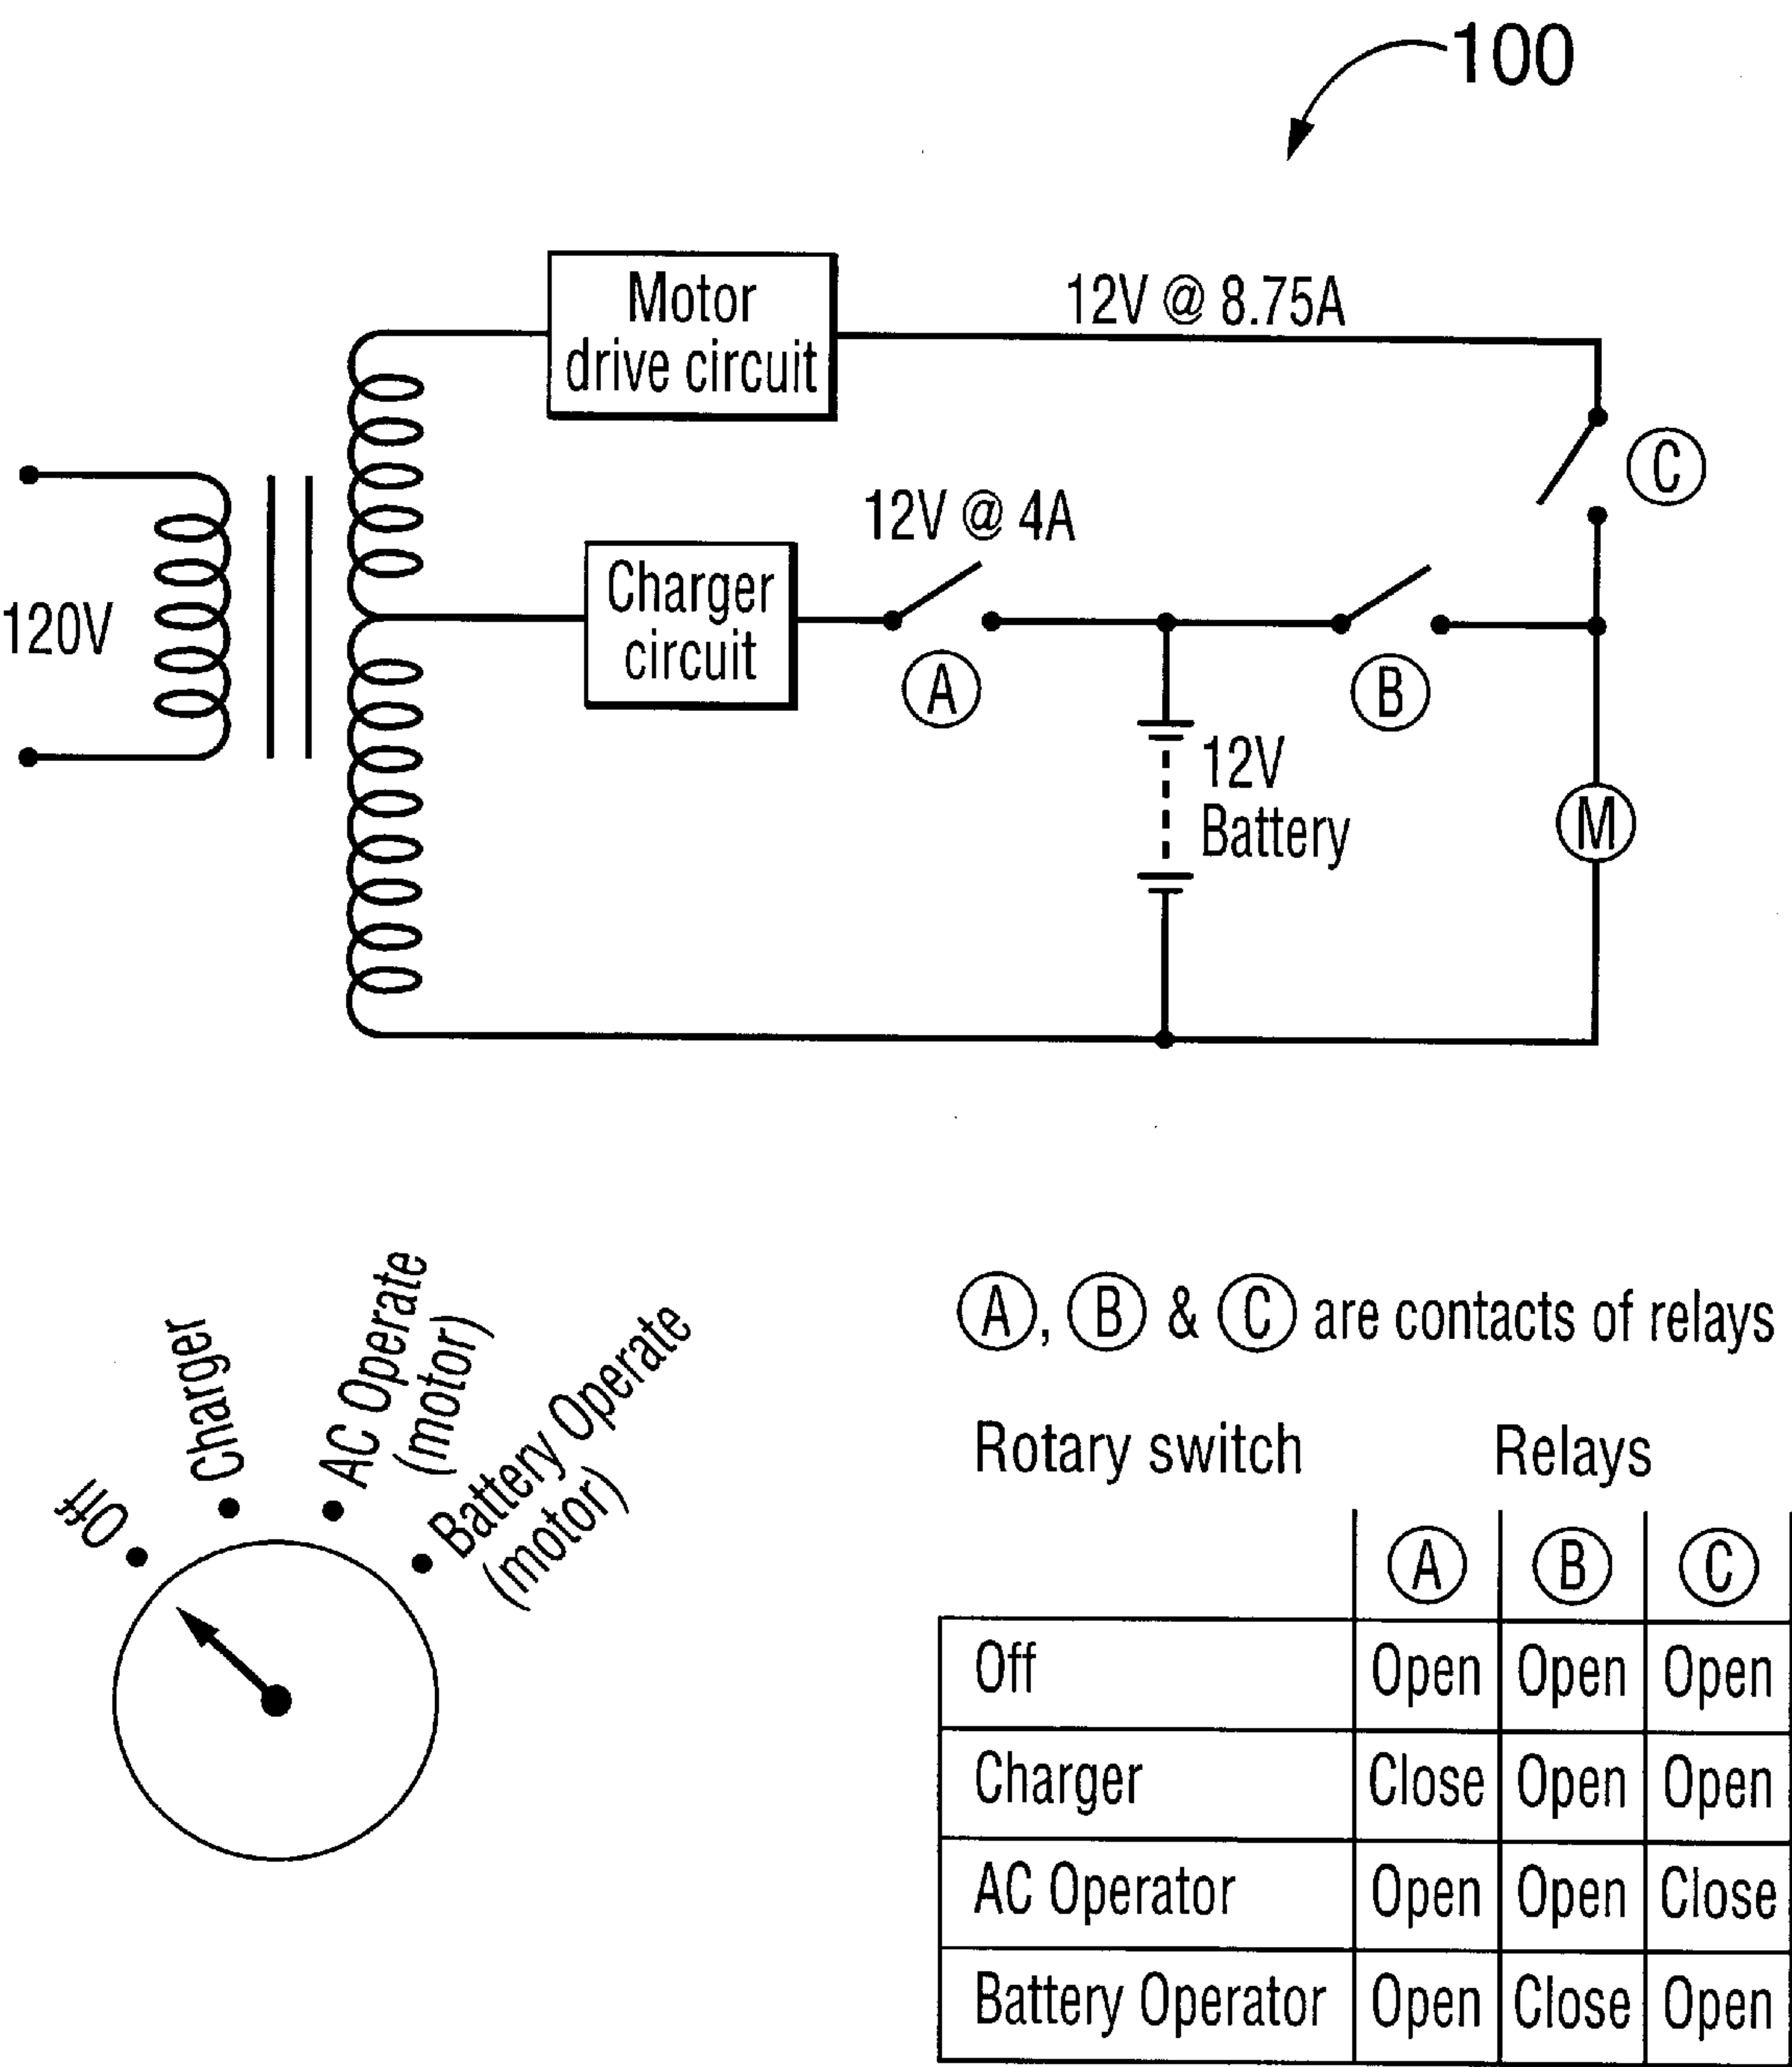 100
Motor
drive circuit
12V @ 8.75A
C
12V @ 4A
Charger
circuit
120V
A
B
12V
Battery
M
Off
Charger
AC Operate
(motor)
Battery Operate
(motor)
A, B & C are contacts of relays
Rotary switch Relays
A B C
Off Open Open Open
Charger Close Open Open
AC Operator Open Open Close
Battery Operator Open Close Open